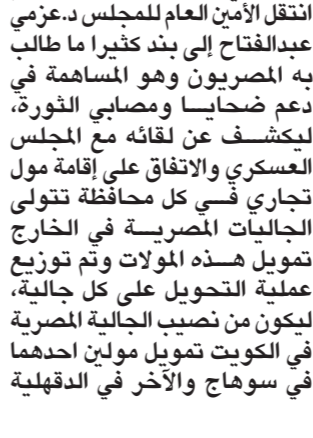 انتقل الأمين العام للمجلس د.عزمي
عبدالفتاح إلى بند كثيرا ما طالب
به المصريون وهو المساهمة في
دعم ضحايا ومصابي الثورة،
ليكشف عن لقائه مع المجلس
العسكري والاتفاق على إقامة مول
تجاري في كل محافظة تتولى
الجاليات المصرية في الخارج
تمويل هذه المولات وتم توزيع
عملية التحويل على كل جالية،
ليكون من نصيب الجالية المصرية
في الكويت تمويل مولين احدهما
في سوهاج والآخر في الدقهلية